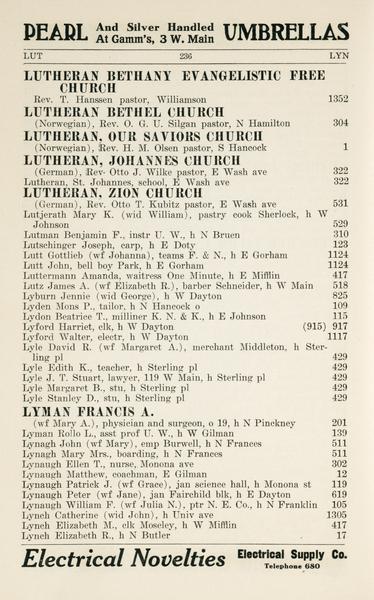 PEARL And Silver Handled At Gamm's, 3 W. Main UMBRELLAS
LUT 236 LYN
LUTHERAN BETHANY EVANGELISTIC FREE
CHURCH
Rev. T. Hanssen pastor, Williamson 1352
LUTHERAN BETHEL CHURCH
(Norwegian), Rev. O. G. U. Silgan pastor, N Hamilton 304
LUTHERAN, OUR SAVIORS CHURCH
(Norwegian), Rev. H. M. Olsen pastor, S Hancock 1
LUTHERAN, JOHANNES CHURCH
(German), Rev. Otto J. Wilke pastor, E Wash ave 322
Lutheran, St. Johannes, school, E Wash ave 322
LUTHERAN, ZION CHURCH
(German), Rev. Otto T. Kubitz pastor, E Wash ave 531
Lutjerath Mary K. (wid William), pastry cook Sherlock, h W
Johnson 529
Lutman Benjamin F., instr U. W., h N Bruen 310
Lutschinger Joseph, carp, h E Doty 123
Lutt Gottlieb (wf Johanna), teams F. & N., h E Gorham 1124
Lutt John, bell boy Park, h E Gorham 1124
Luttermann Amanda, waitress One Minute, h E Mifflin 417
Lutz James A. (wf Elizabeth R.), barber Schneider, h W Main 518
Lyburn Jennie (wid George), h W Dayton 825
Lyden Mons P., tailor, h N Hancock o 109
Lydon Beatrice T., milliner K. N. & K., h E Johnson 115
Lyford Harriet, clk, h W Dayton (915) 917
Lyford Walter, electr, h W Dayton 1117
Lyle David R. (wf Margaret A.), merchant Middleton, h Ster-
ling pl 429
Lyle Edith K., teacher, h Sterling pl 429
Lyle J. T. Stuart, lawyer, 119 W Main, h Sterling pl 429
Lyle Margaret B., stu, h Sterling pl 429
Lyle Stanley D., stu, h Sterling pl 429
LYMAN FRANCIS A.
(wf Mary A.), physician and surgeon, o 19, h N Pinckney 201
Lyman Rollo L., asst prof U. W., h W Gilman 139
Lynagh John (wf Mary), emp Burwell, h N Frances 511
Lynagh Mary Mrs., boarding, h N Frances 511
Lynaugh Ellen T., nurse, Monona ave 302
Lynaugh Matthew, coachman, E Gilman 12
Lynaugh Patrick J. (wf Grace), jan science hall, h Monona st 119
Lynaugh Peter (wf Jane), jan Fairchild blk, h E Dayton 619
Lynaugh William F. (wf Julia N.), ptr N. E. Co., h N Franklin 105
Lynch Catherine (wid John), h Univ ave 1305
Lynch Elizabeth M., clk Moseley, h W Mifflin 417
Lynch Elizabeth R., h N Butler 17
Electrical Novelties Electrical Supply Co.
Telephone 680